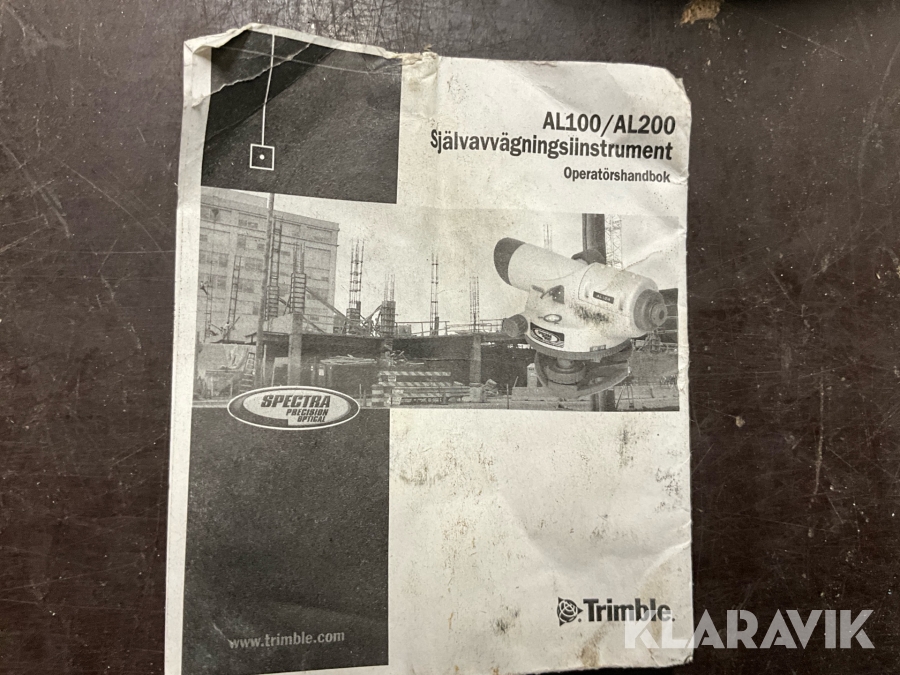 AL100/AL200
Självavvägningsiinstrument
Operatörshandbok
SPECTRA
PRECISION
OPTICAL
www.trimble.com
Trimble.
KLARAVIK